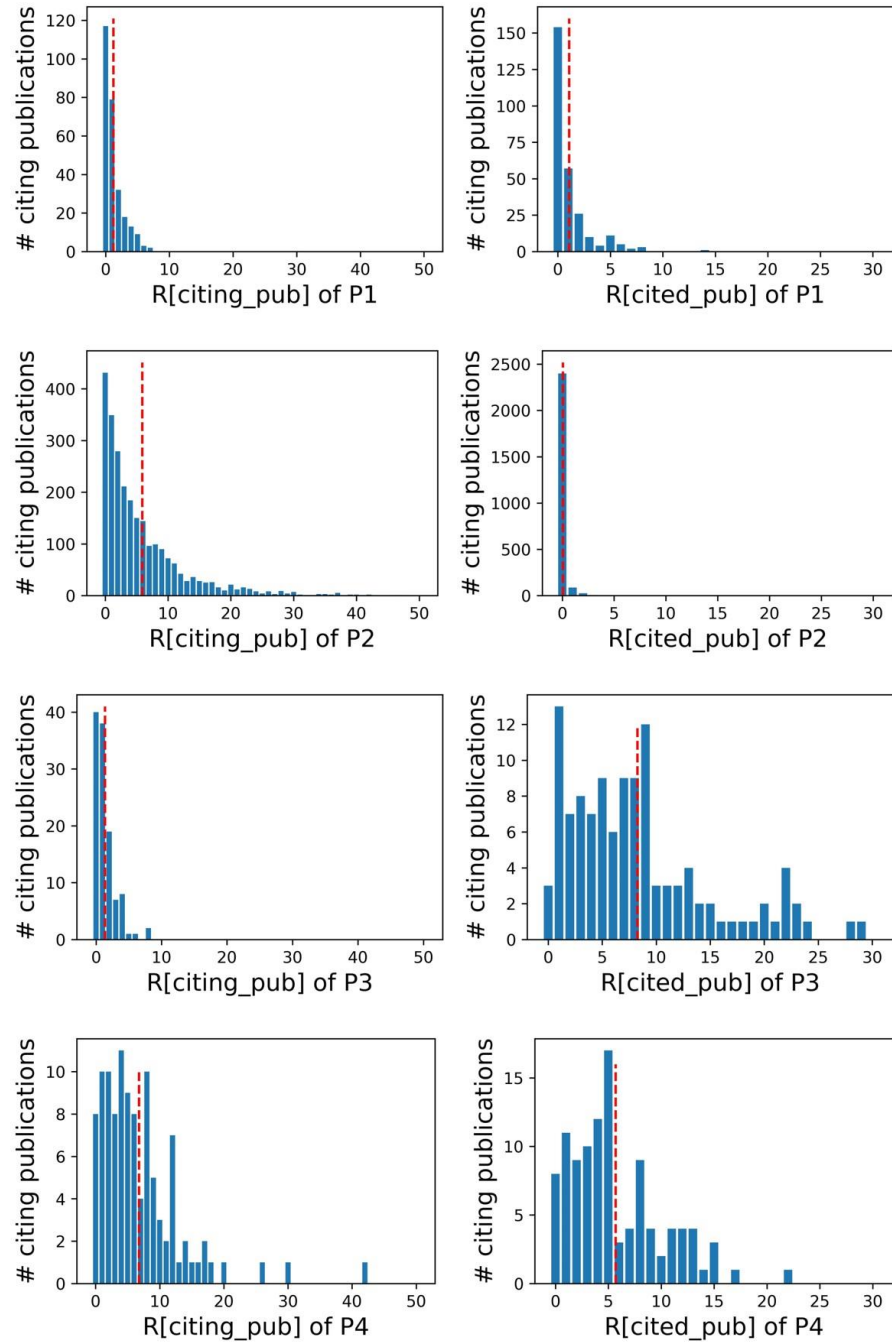 # citing publications
120
100
80
60
40
20
0
0 10 20 30 40 50
R[citing_pub] of P1
# citing publications
150
125
100
75
50
25
0
0 5 10 15 20 25 30
R[cited_pub] of P1
# citing publications
400
300
200
100
0
0 10 20 30 40 50
R[citing_pub] of P2
# citing publications
2500
2000
1500
1000
500
0
0 5 10 15 20 25 30
R[cited_pub] of P2
# citing publications
40
30
20
10
0
0 10 20 30 40 50
R[citing_pub] of P3
# citing publications
12
10
8
6
4
2
0
0 5 10 15 20 25 30
R[cited_pub] of P3
# citing publications
10
8
6
4
2
0
0 10 20 30 40 50
R[citing_pub] of P4
# citing publications
15
10
5
0
0 5 10 15 20 25 30
R[cited_pub] of P4